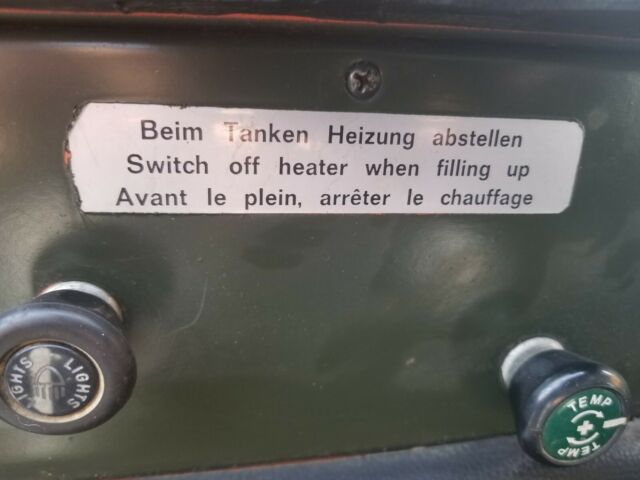 Beim Tanken Heizung abstellen
Switch off heater when filling up
Avant le plein, arrêter le chauffage
LIGHTS LIGHTS
TEMP
TEMP